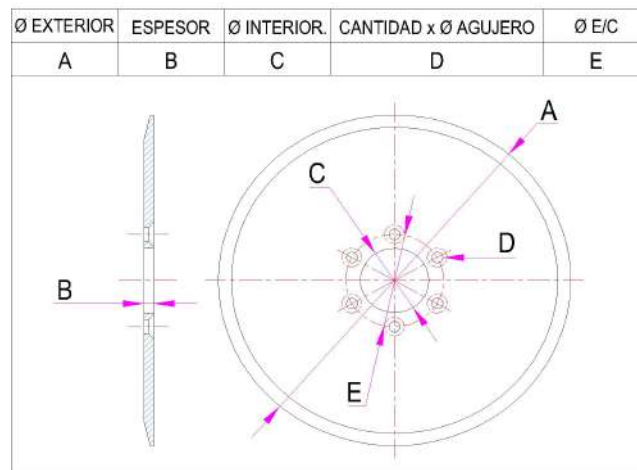 Ø EXTERIOR ESPESOR Ø INTERIOR. CANTIDAD x Ø AGUJERO Ø E/C
A B C D E
A
C
D
B
E